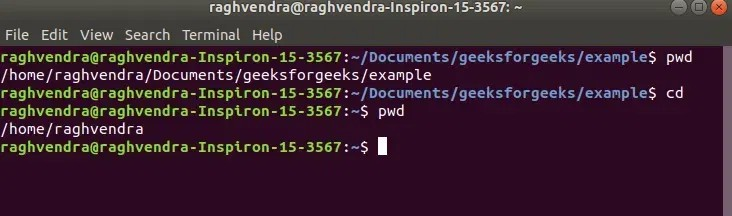 raghvendra@raghvendra-Inspiron-15-3567: ~
File Edit View Search Terminal Help
raghvendra@raghvendra-Inspiron-15-3567:~/Documents/geeksforgeeks/example$ pwd
/home/raghvendra/Documents/geeksforgeeks/example
raghvendra@raghvendra-Inspiron-15-3567:~/Documents/geeksforgeeks/example$ cd
raghvendra@raghvendra-Inspiron-15-3567:~$ pwd
/home/raghvendra
raghvendra@raghvendra-Inspiron-15-3567:~$